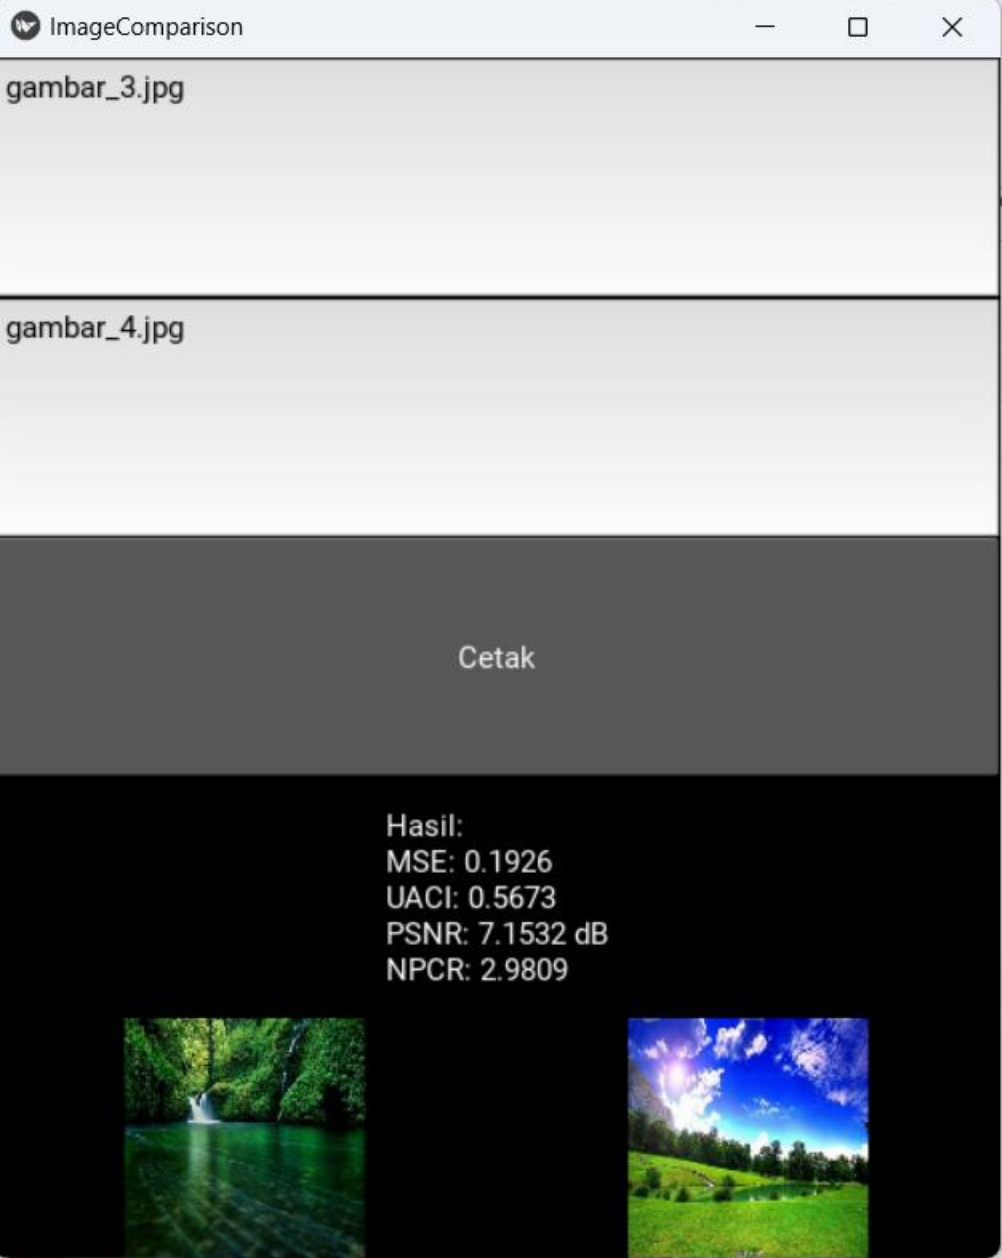 ImageComparison
gambar_3.jpg
gambar_4.jpg
Cetak
Hasil:
MSE: 0.1926
UACI: 0.5673
PSNR: 7.1532 dB
NPCR: 2.9809